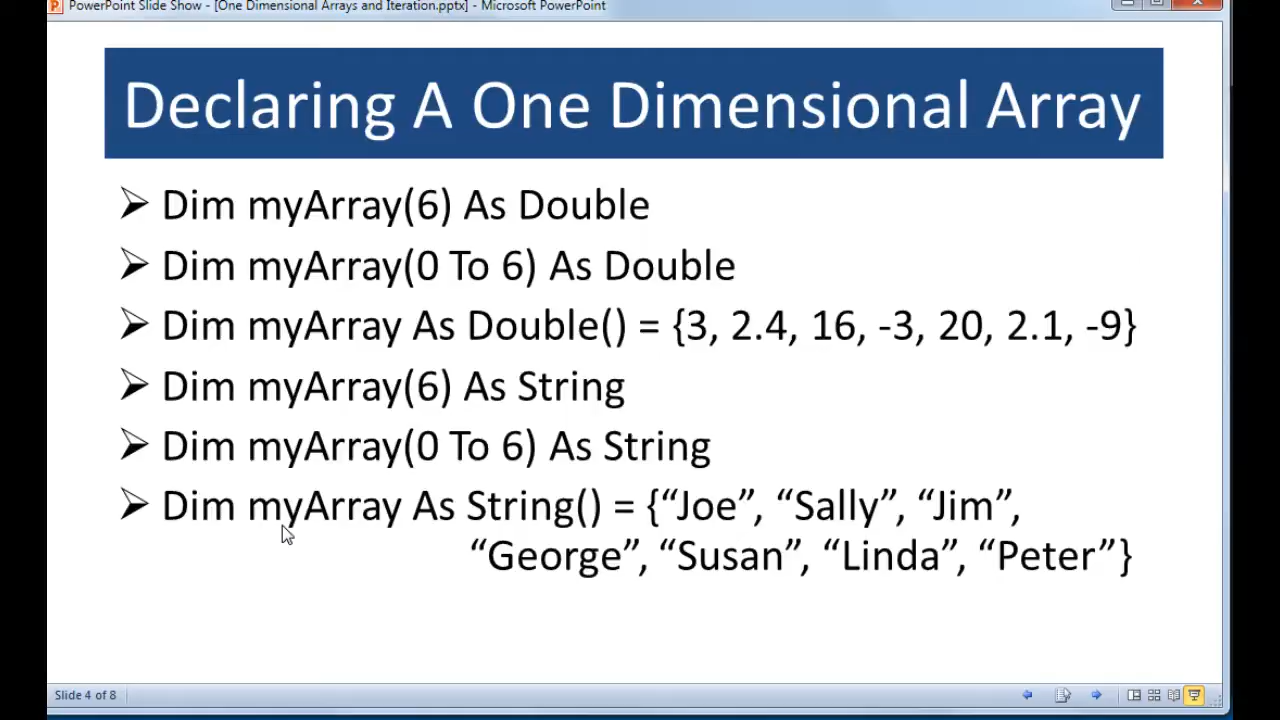 PowerPoint Slide Show - [One Dimensional Arrays and Iteration.pptx] - Microsoft PowerPoint
Declaring A One Dimensional Array
➢ Dim myArray(6) As Double
➢ Dim myArray(0 To 6) As Double
➢ Dim myArray As Double() = {3, 2.4, 16, -3, 20, 2.1, -9}
➢ Dim myArray(6) As String
➢ Dim myArray(0 To 6) As String
➢ Dim myArray As String() = {“Joe”, “Sally”, “Jim”,
“George”, “Susan”, “Linda”, “Peter”}
Slide 4 of 8